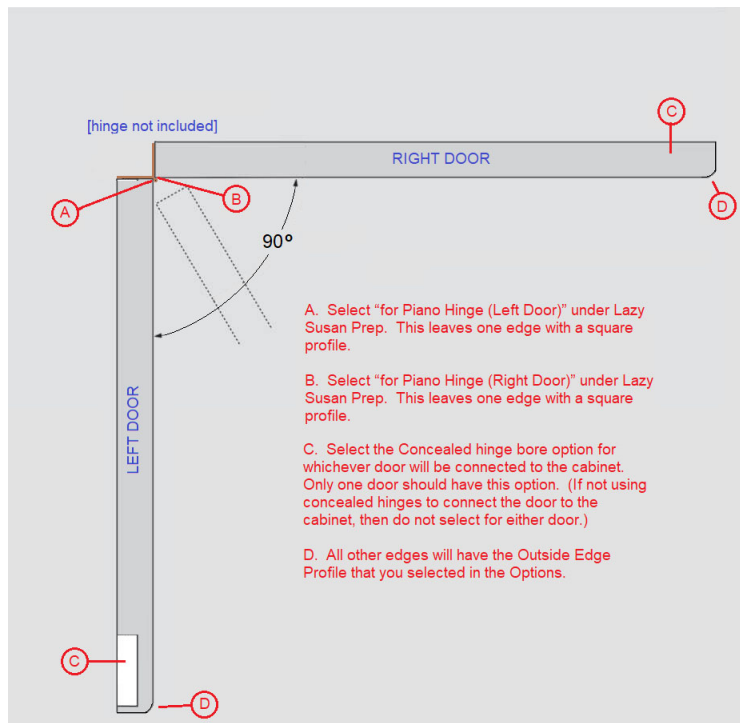 C
[hinge not included]
RIGHT DOOR
A
B
D
90º
A. Select “for Piano Hinge (Left Door)” under Lazy
Susan Prep. This leaves one edge with a square
profile.
B. Select “for Piano Hinge (Right Door)” under Lazy
Susan Prep. This leaves one edge with a square
profile.
LEFT DOOR
C. Select the Concealed hinge bore option for
whichever door will be connected to the cabinet.
Only one door should have this option. (If not using
concealed hinges to connect the door to the
cabinet, then do not select for either door.)
D. All other edges will have the Outside Edge
Profile that you selected in the Options.
C
D